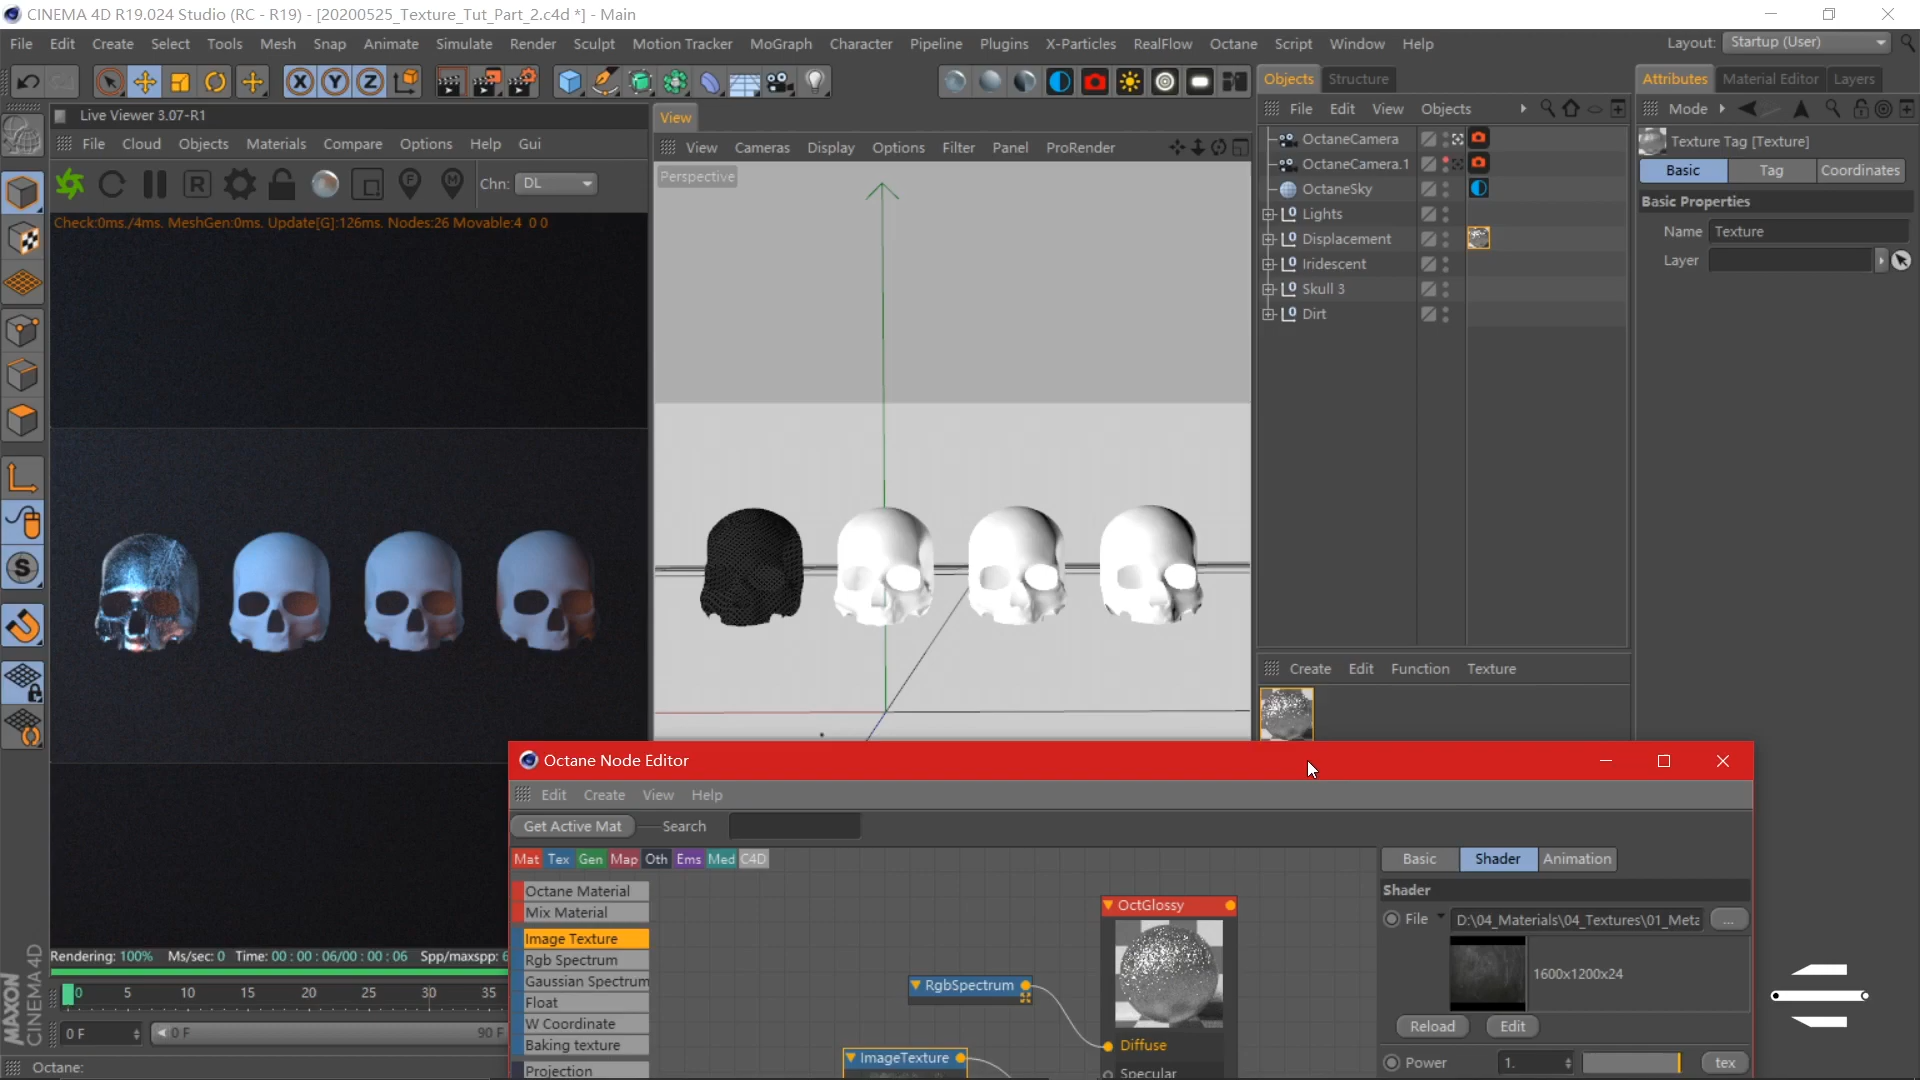 CINEMA 4D R19.024 Studio (RC - R19) - [20200525_Texture_Tut_Part_2.c4d *] - Main
File Edit Create Select Tools Mesh Snap Animate Simulate Render Sculpt Motion Tracker MoGraph Character Pipeline Plugins X-Particles RealFlow Octane Script Window Help Layout: Startup (User)
X Y Z Objects Structure Attributes Material Editor Layers
Live Viewer 3.07-R1 View File Edit View Objects Mode
File Cloud Objects Materials Compare Options Help Gui View Cameras Display Options Filter Panel ProRender
Texture Tag [Texture]
R F M Chn: DL
Perspective
Basic Tag Coordinates
Basic Properties
Name Texture
Layer
Check:0ms./4ms. MeshGen:0ms. Update[G]:126ms. Nodes:26 Movable:4 0 0
OctaneCamera
OctaneCamera.1
OctaneSky
Lights
Displacement
Iridescent
Skull 3
Dirt
S
Create Edit Function Texture
Octane Node Editor
Edit Create View Help
Get Active Mat Search
Mat Tex Gen Map Oth Ems Med C4D
Basic Shader Animation
Octane Material
Mix Material
Image Texture
Rgb Spectrum
Gaussian Spectrum
Float
W Coordinate
Baking texture
Projection
OctGlossy
RgbSpectrum
Diffuse
ImageTexture
Specular
Shader
File D:\04_Materials\04_Textures\01_Meta ...
1600x1200x24
Reload Edit
Power 1. tex
Rendering: 100% Ms/sec: 0 Time: 00 : 00 : 06/00 : 00 : 06 Spp/maxspp: 6
0 5 10 15 20 25 30 35
0 F 0 F 90 F
Octane:
MAXON
CINEMA 4D